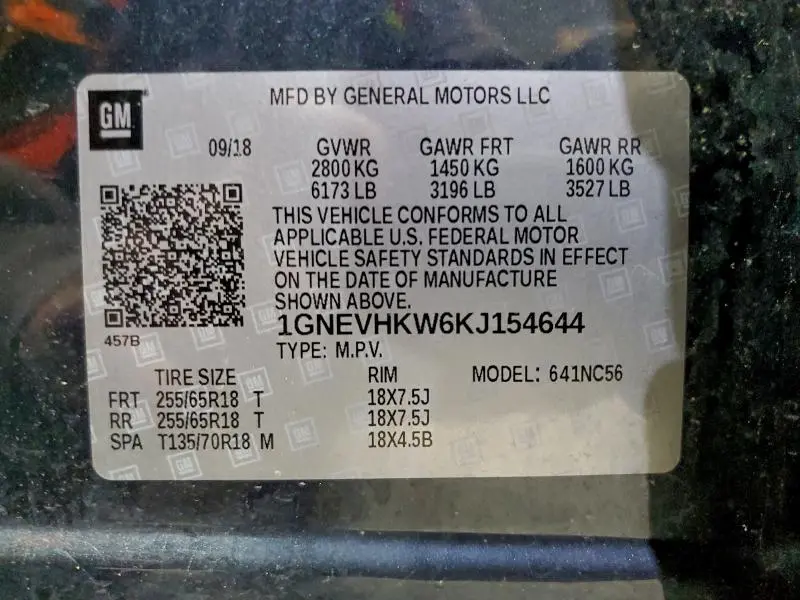 GM
MFD BY GENERAL MOTORS LLC
09/18 GVWR GAWR FRT GAWR RR
2800 KG 1450 KG 1600 KG
6173 LB 3196 LB 3527 LB
THIS VEHICLE CONFORMS TO ALL
APPLICABLE U.S. FEDERAL MOTOR
VEHICLE SAFETY STANDARDS IN EFFECT
ON THE DATE OF MANUFACTURE
SHOWN ABOVE.
1GNEVHKW6KJ154644
457B
TYPE: M.P.V.
TIRE SIZE RIM MODEL: 641NC56
FRT 255/65R18 T 18X7.5J
RR 255/65R18 T 18X7.5J
SPA T135/70R18 M 18X4.5B